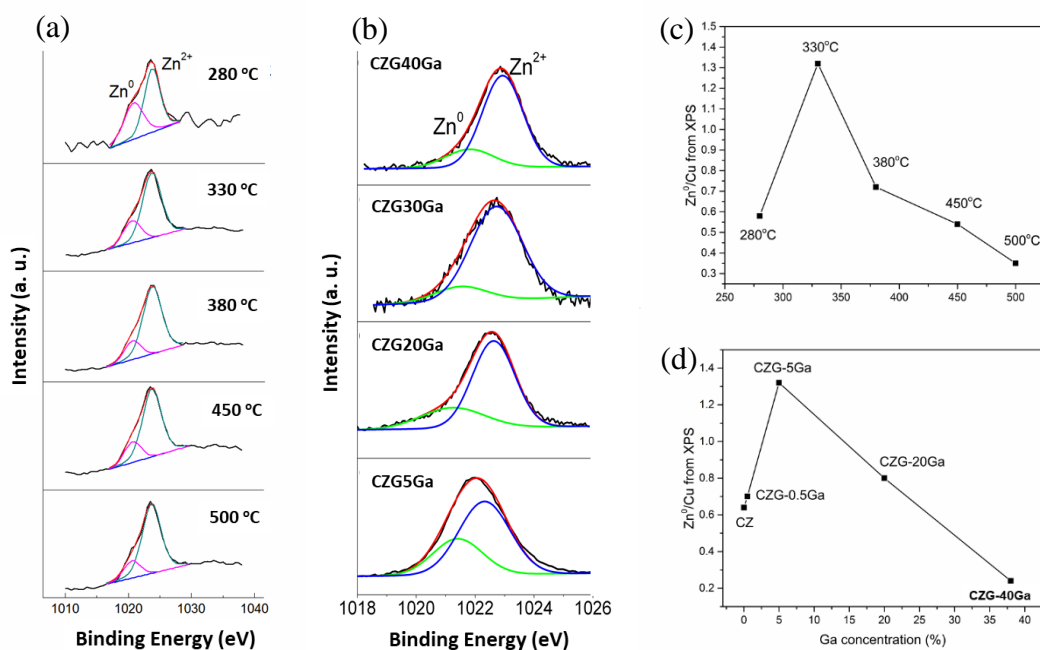 (a)
Zn⁰
Zn²⁺
280 ºC
330 ºC
380 ºC
450 ºC
500 ºC
1010
1020
1030
1040
Binding Energy (eV)
Intensity (a. u.)
(b)
CZG40Ga
Zn²⁺
Zn⁰
CZG30Ga
CZG20Ga
CZG5Ga
1018
1020
1022
1024
1026
Binding Energy (eV)
Intensity (a. u.)
(c)
1.5
1.4
1.3
1.2
1.1
1.0
0.9
0.8
0.7
0.6
0.5
0.4
0.3
Zn⁰/Cu from XPS
330°C
380°C
280°C
450°C
500°C
250
300
350
400
450
500
(d)
1.4
1.2
1.0
0.8
0.6
0.4
0.2
Zn⁰/Cu from XPS
CZG-5Ga
CZG-20Ga
CZG-0.5Ga
CZ
CZG-40Ga
0
5
10
15
20
25
30
35
40
Ga concentration (%)